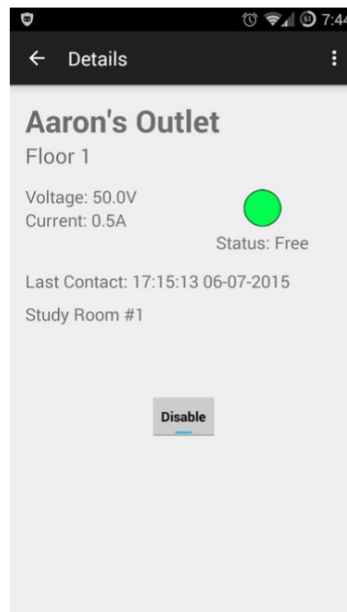 7:44
Details
Aaron's Outlet
Floor 1
Voltage: 50.0V
Current: 0.5A
Status: Free
Last Contact: 17:15:13 06-07-2015
Study Room #1
Disable